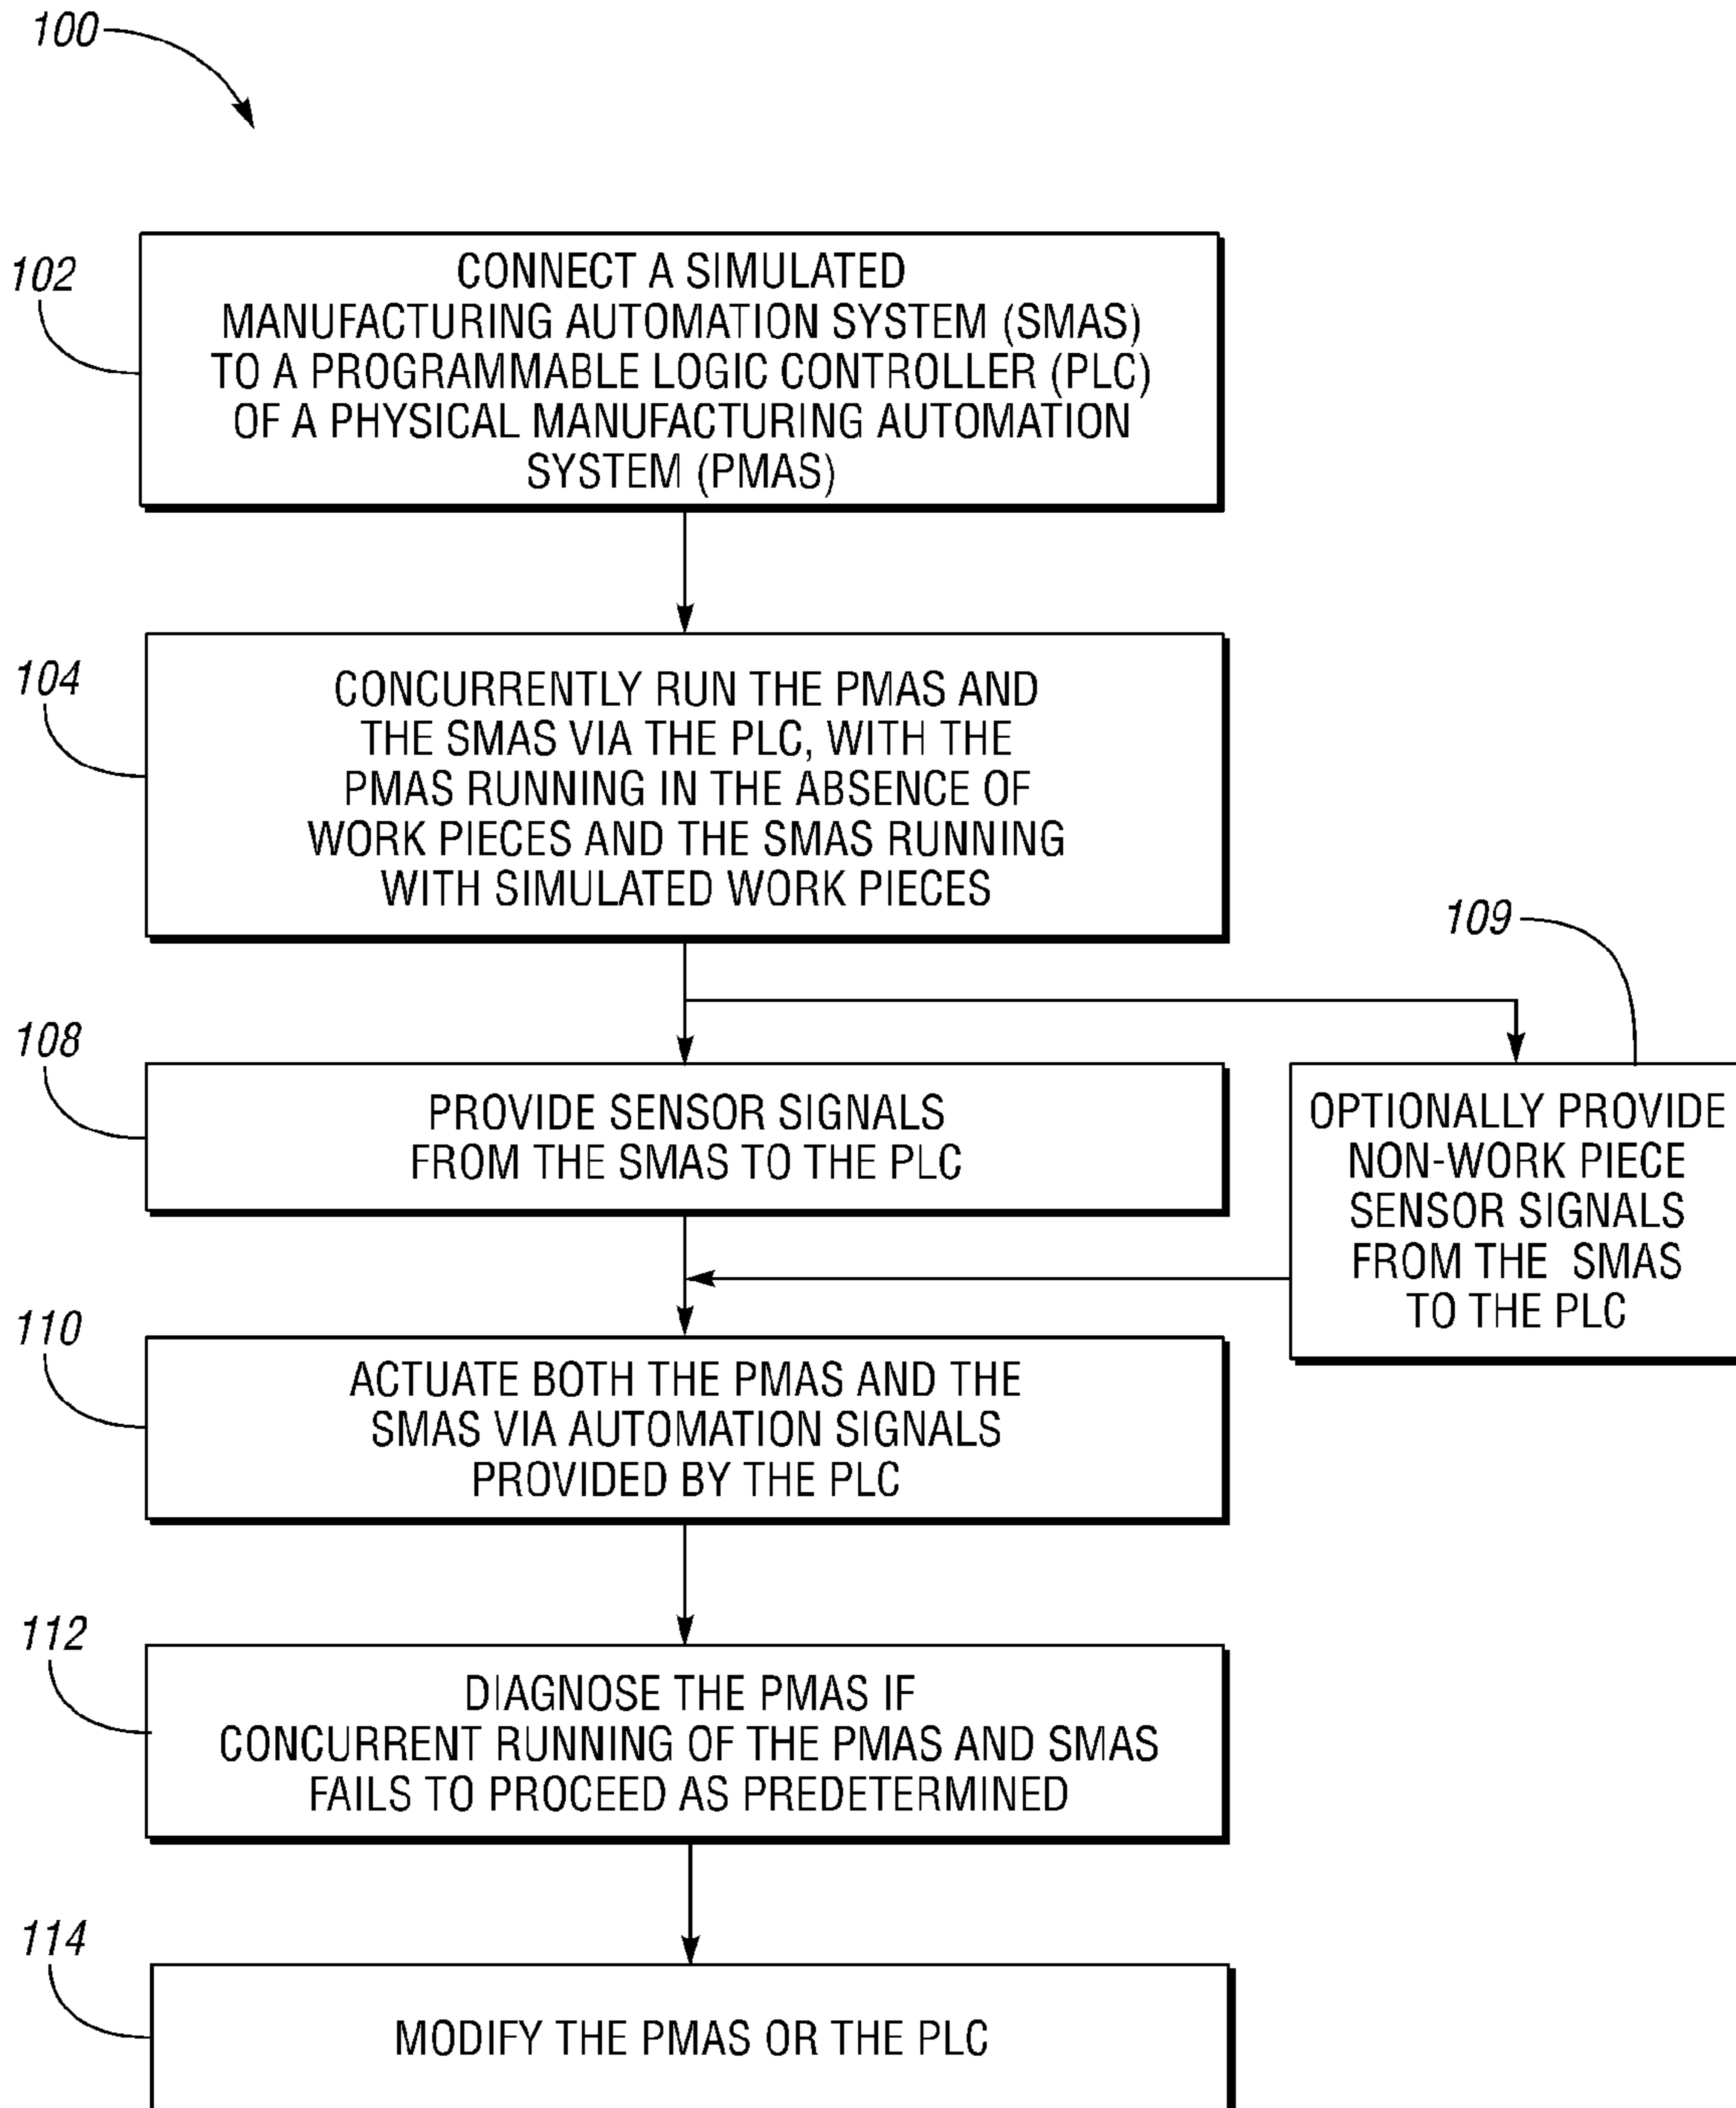 100
102
CONNECT A SIMULATED
MANUFACTURING AUTOMATION SYSTEM (SMAS)
TO A PROGRAMMABLE LOGIC CONTROLLER (PLC)
OF A PHYSICAL MANUFACTURING AUTOMATION
SYSTEM (PMAS)
104
CONCURRENTLY RUN THE PMAS AND
THE SMAS VIA THE PLC, WITH THE
PMAS RUNNING IN THE ABSENCE OF
WORK PIECES AND THE SMAS RUNNING
WITH SIMULATED WORK PIECES
108
PROVIDE SENSOR SIGNALS
FROM THE SMAS TO THE PLC
109
OPTIONALLY PROVIDE
NON-WORK PIECE
SENSOR SIGNALS
FROM THE SMAS
TO THE PLC
110
ACTUATE BOTH THE PMAS AND THE
SMAS VIA AUTOMATION SIGNALS
PROVIDED BY THE PLC
112
DIAGNOSE THE PMAS IF
CONCURRENT RUNNING OF THE PMAS AND SMAS
FAILS TO PROCEED AS PREDETERMINED
114
MODIFY THE PMAS OR THE PLC